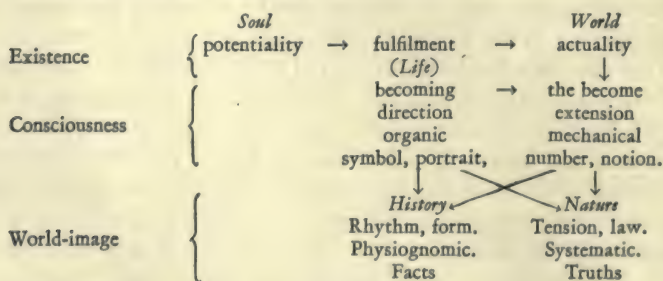 Soul World
Existence { potentiality → fulfilment → actuality
(Life)
becoming → the become
direction extension
Consciousness { organic mechanical
symbol, portrait, number, notion.
History Nature
Rhythm, form. Tension, law.
World-image { Physiognomic. Systematic.
Facts Truths